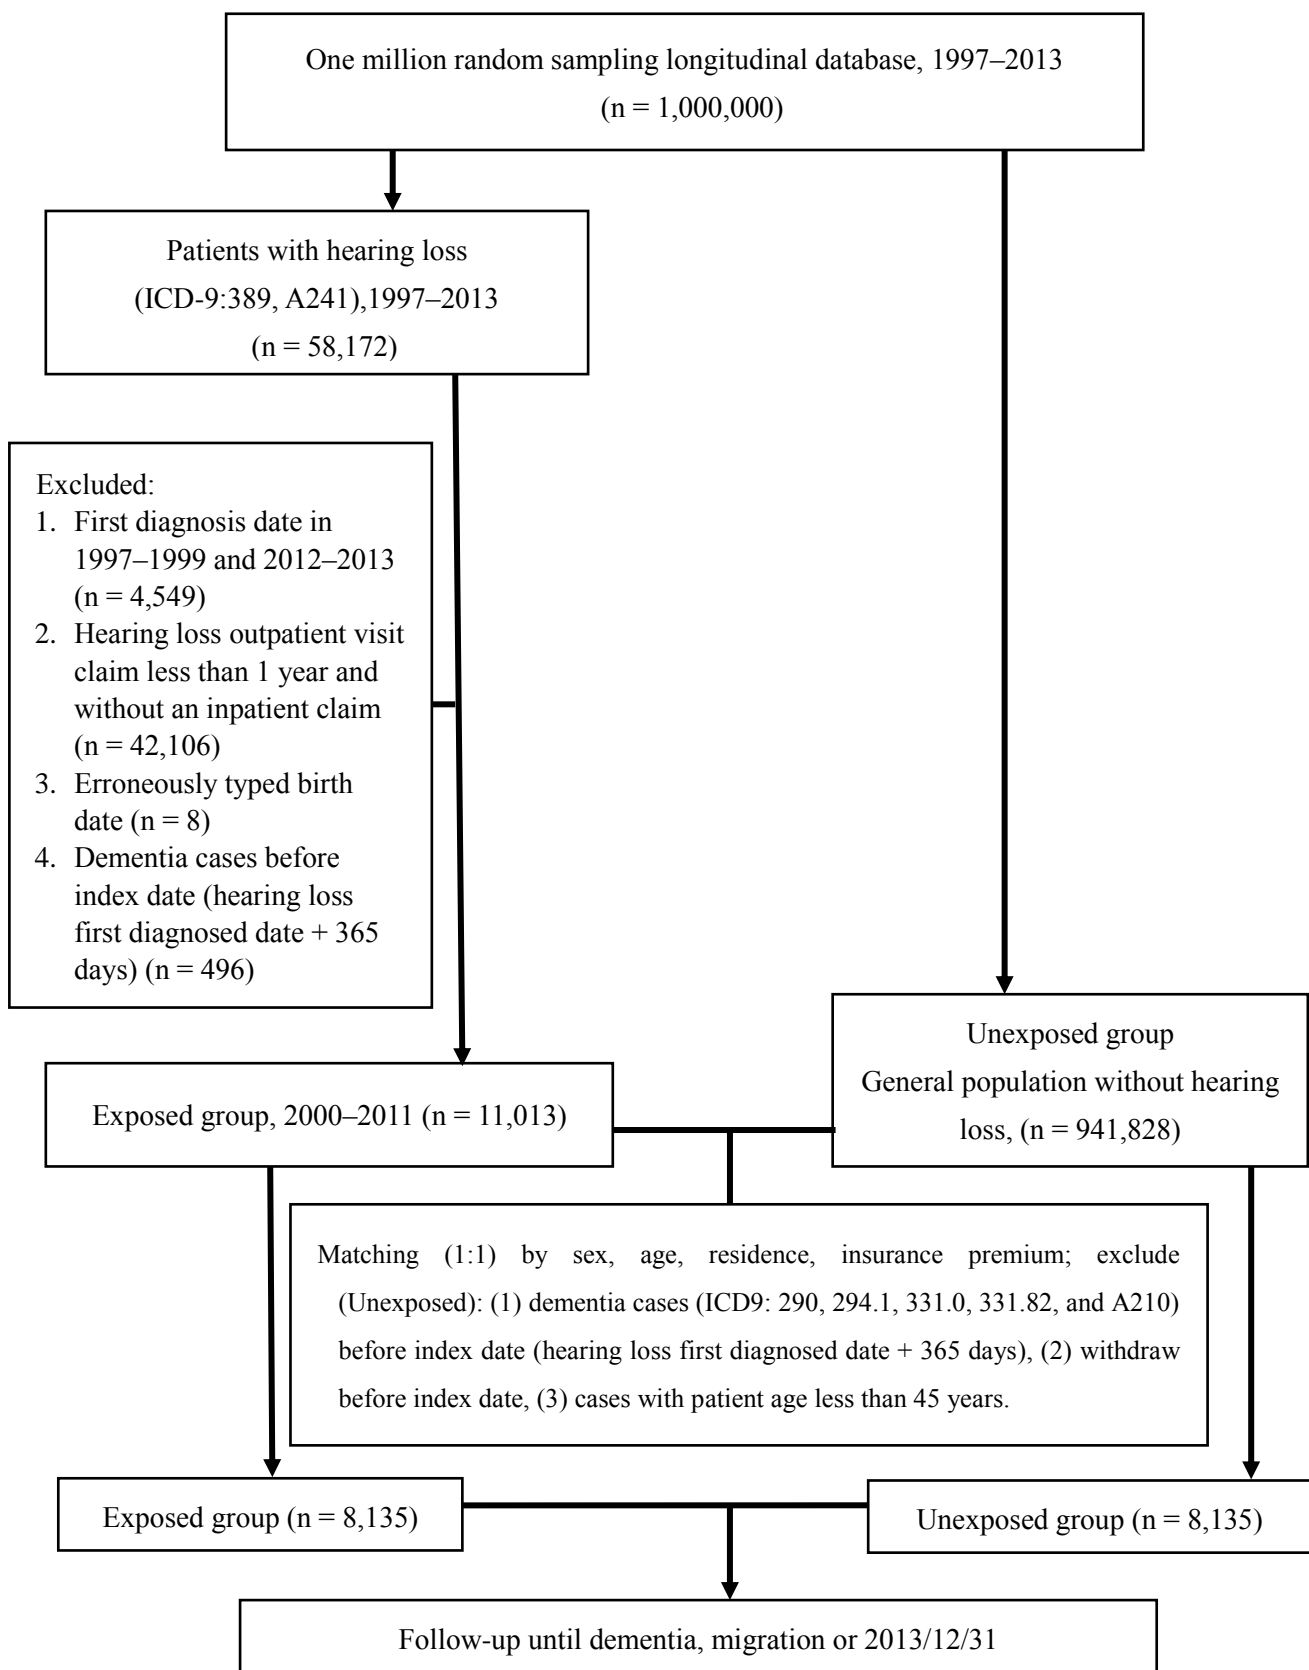 One million random sampling longitudinal database, 1997–2013
(n = 1,000,000)
Patients with hearing loss
(ICD-9:389, A241),1997–2013
(n = 58,172)
Excluded:
1. First diagnosis date in
1997–1999 and 2012–2013
(n = 4,549)
2. Hearing loss outpatient visit
claim less than 1 year and
without an inpatient claim
(n = 42,106)
3. Erroneously typed birth
date (n = 8)
4. Dementia cases before
index date (hearing loss
first diagnosed date + 365
days) (n = 496)
Unexposed group
General population without hearing
loss, (n = 941,828)
Exposed group, 2000–2011 (n = 11,013)
Matching (1:1) by sex, age, residence, insurance premium; exclude
(Unexposed): (1) dementia cases (ICD9: 290, 294.1, 331.0, 331.82, and A210)
before index date (hearing loss first diagnosed date + 365 days), (2) withdraw
before index date, (3) cases with patient age less than 45 years.
Exposed group (n = 8,135)
Unexposed group (n = 8,135)
Follow-up until dementia, migration or 2013/12/31